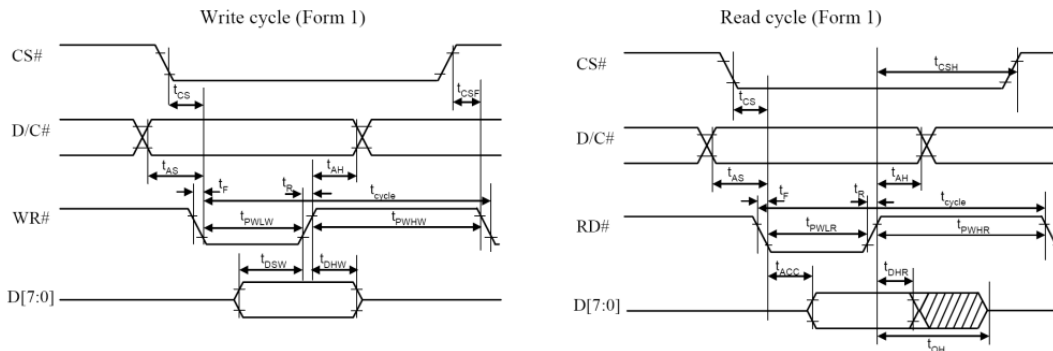 Write cycle (Form 1)
CS#
tCS
tCSF
D/C#
tAS
tF
tR
tAH
tcycle
WR#
tPWLW
tPWHW
tDSW
tDHW
D[7:0]
Read cycle (Form 1)
CS#
tCSH
tCS
D/C#
tAS
tF
tR
tAH
tcycle
RD#
tPWLR
tPWHR
tACC
tDHR
D[7:0]
tOH